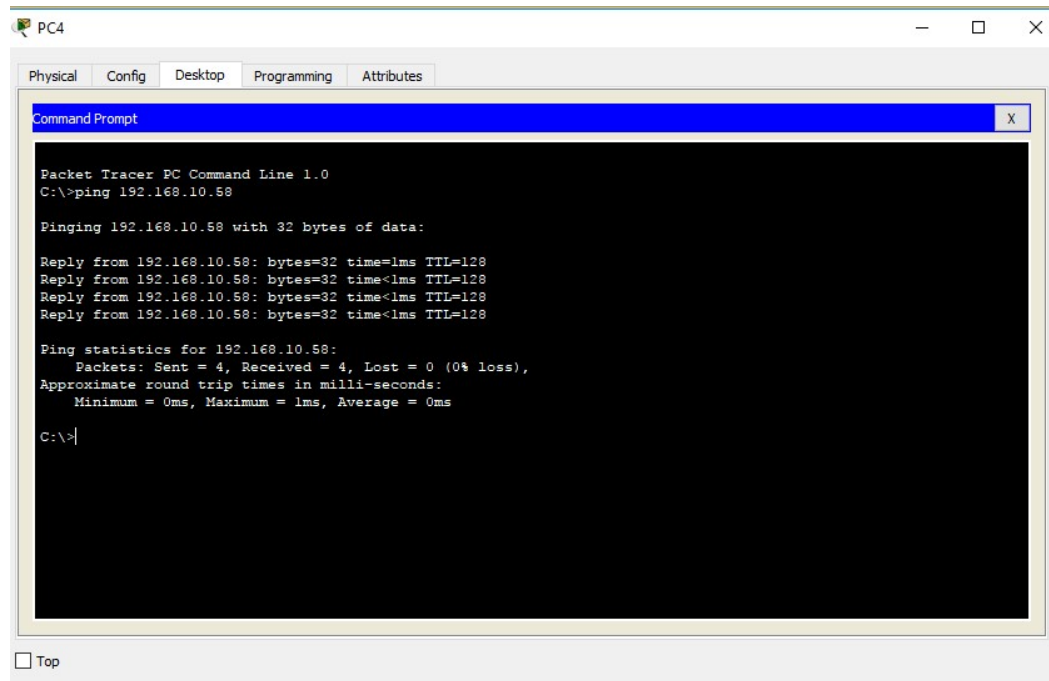 PC4
Physical Config Desktop Programming Attributes
Command Prompt X
Packet Tracer PC Command Line 1.0
C:\>ping 192.168.10.58
Pinging 192.168.10.58 with 32 bytes of data:
Reply from 192.168.10.58: bytes=32 time=1ms TTL=128
Reply from 192.168.10.58: bytes=32 time<1ms TTL=128
Reply from 192.168.10.58: bytes=32 time<1ms TTL=128
Reply from 192.168.10.58: bytes=32 time<1ms TTL=128
Ping statistics for 192.168.10.58:
Packets: Sent = 4, Received = 4, Lost = 0 (0% loss),
Approximate round trip times in milli-seconds:
Minimum = 0ms, Maximum = 1ms, Average = 0ms
C:\>
Top